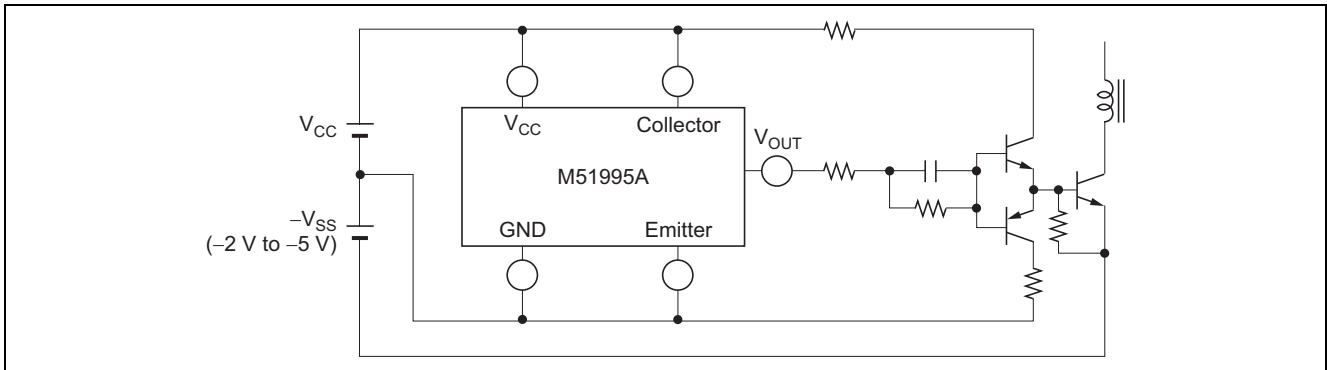 V_CC
Collector
V_CC
V_OUT
M51995A
–V_SS
(–2 V to –5 V)
GND
Emitter